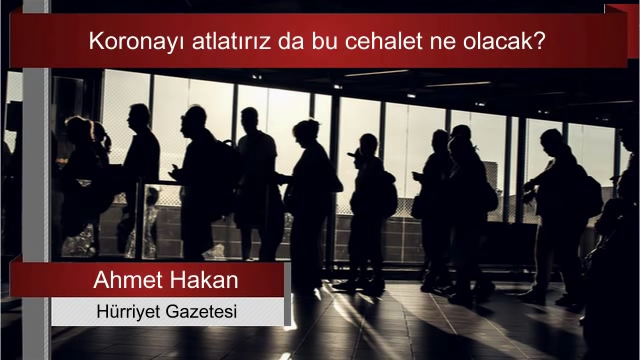 Koronayı atlatırız da bu cehalet ne olacak?
Ahmet Hakan
Hürriyet Gazetesi